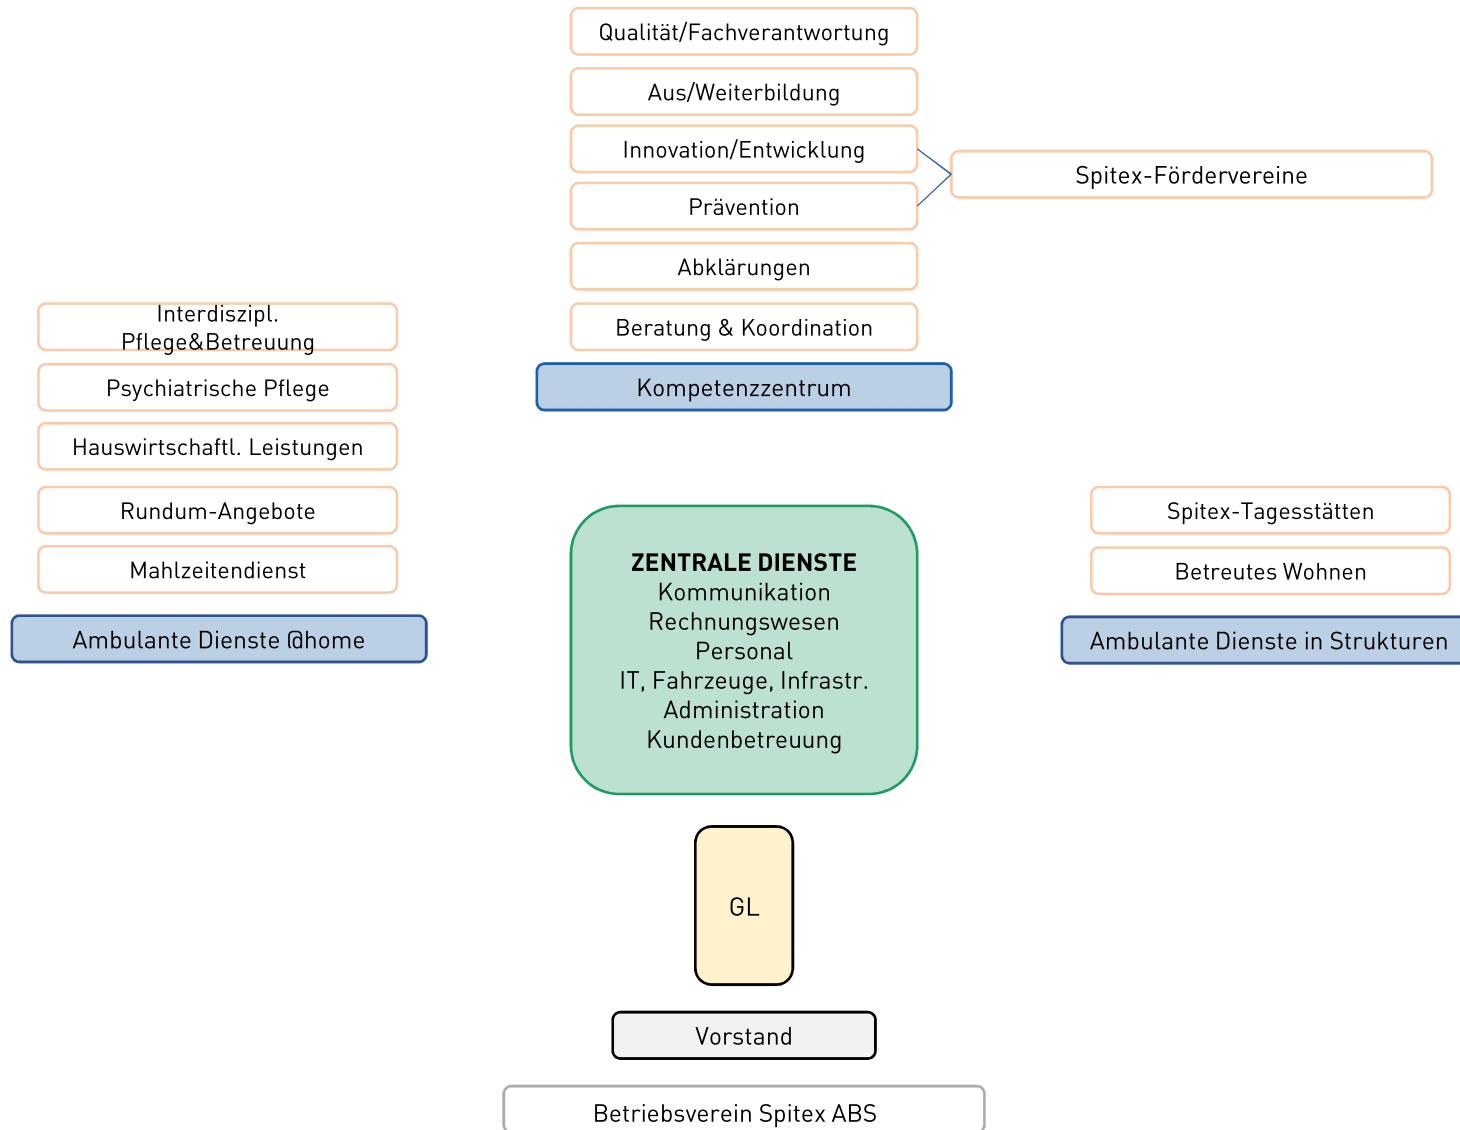 Qualität/Fachverantwortung
Aus/Weiterbildung
Innovation/Entwicklung
Prävention
Spitex-Fördervereine
Abklärungen
Beratung & Koordination
Kompetenzzentrum
Interdiszipl.
Pflege&Betreuung
Psychiatrische Pflege
Hauswirtschaftl. Leistungen
Rundum-Angebote
Mahlzeitendienst
Ambulante Dienste @home
ZENTRALE DIENSTE
Kommunikation
Rechnungswesen
Personal
IT, Fahrzeuge, Infrastr.
Administration
Kundenbetreuung
Spitex-Tagesstätten
Betreutes Wohnen
Ambulante Dienste in Strukturen
GL
Vorstand
Betriebsverein Spitex ABS